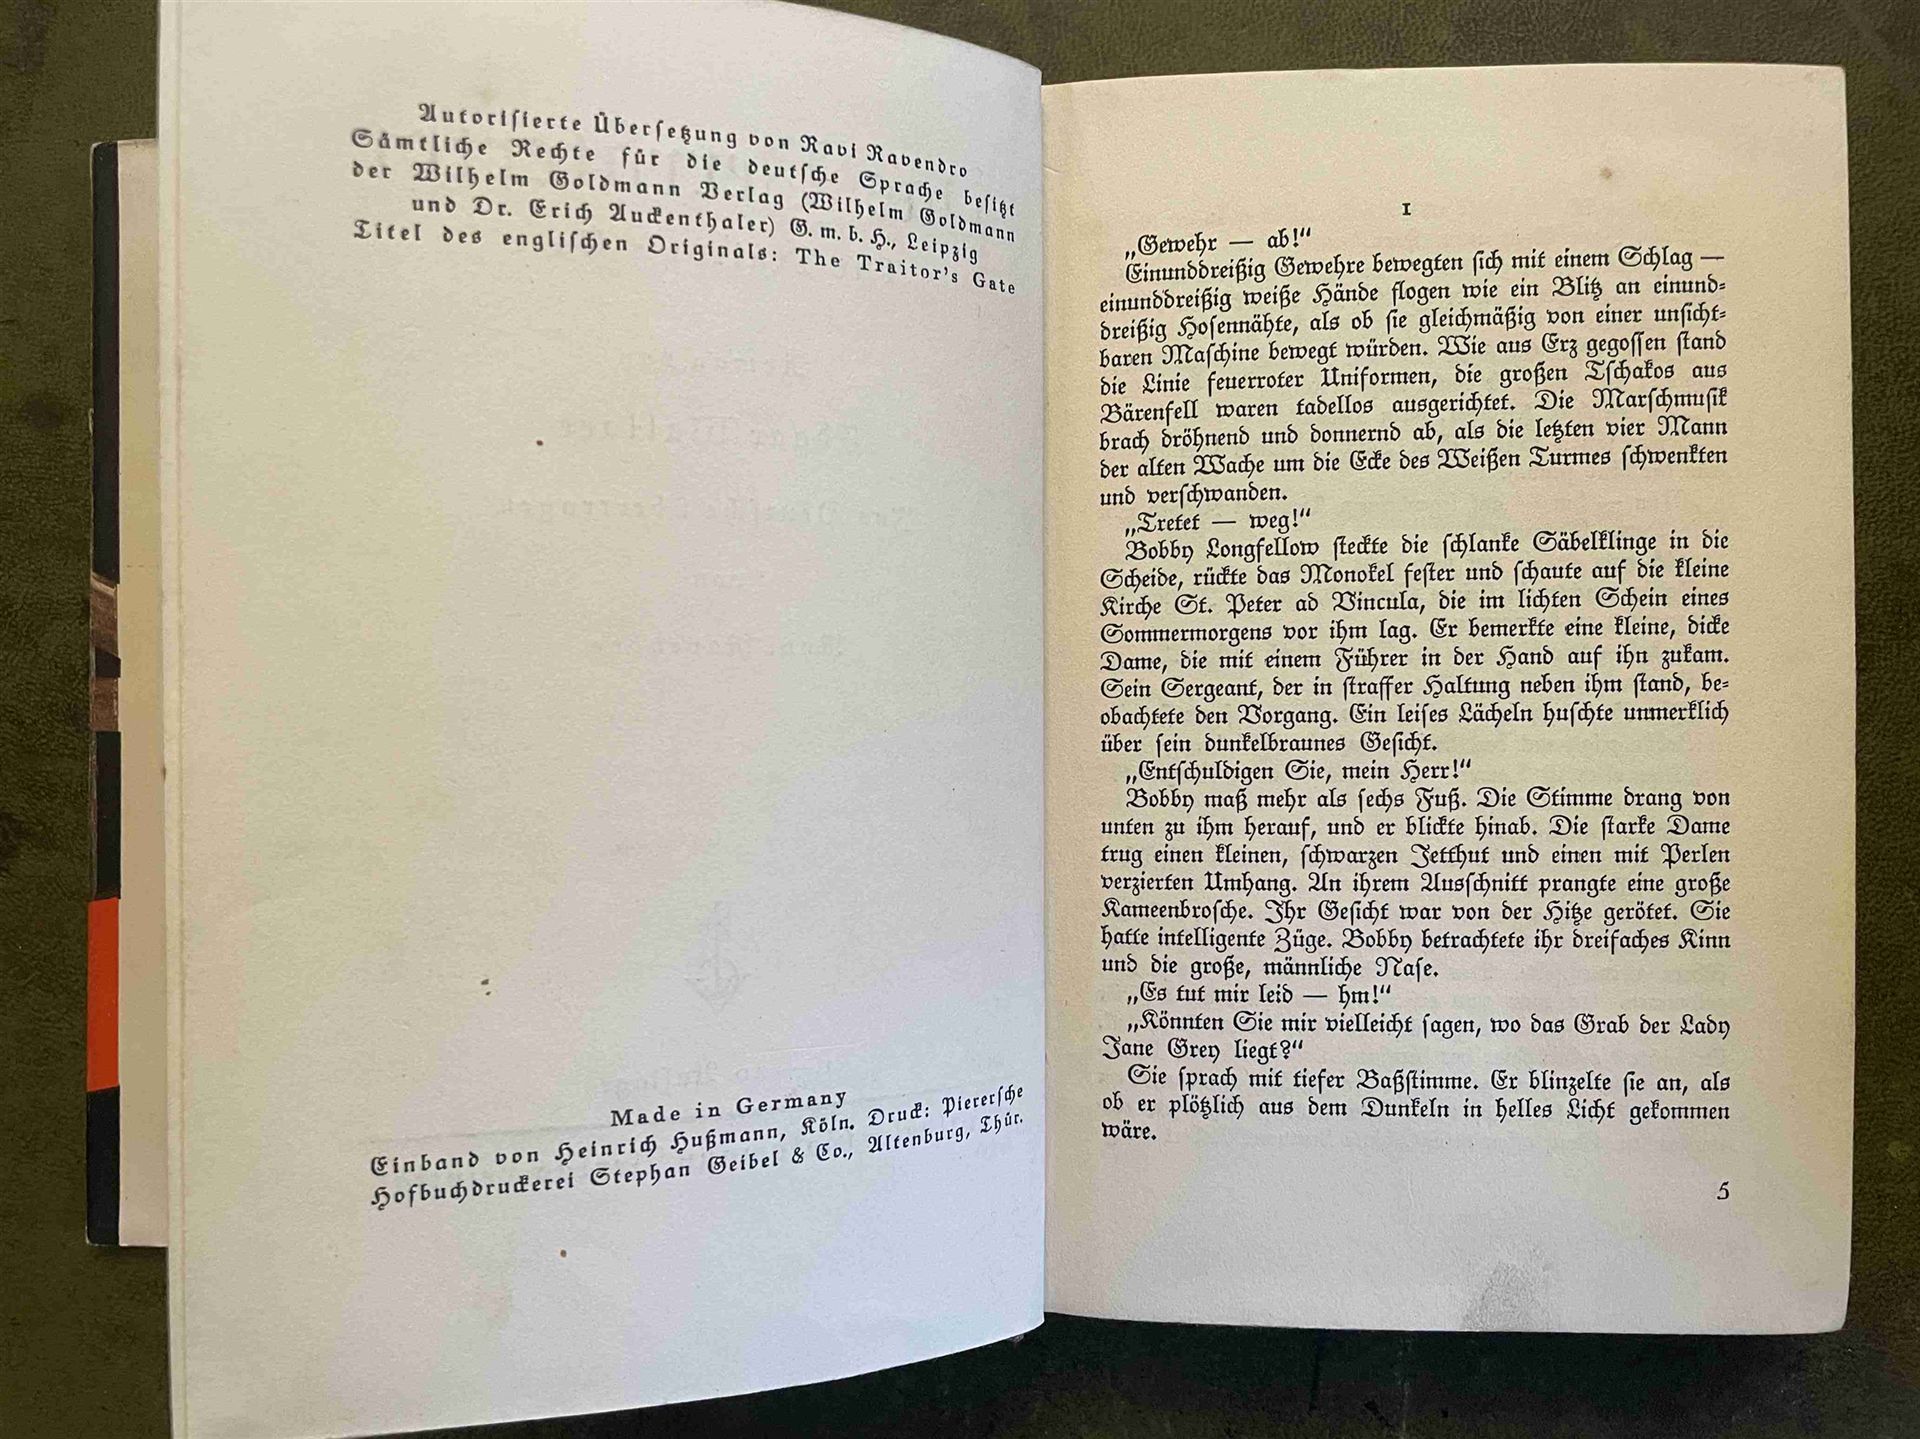 Autorisierte Übersetzung von Ravi Ravendro
Sämtliche Rechte für die deutsche Sprache besitzt
der Wilhelm Goldmann Verlag (Wilhelm Goldmann
und Dr. Erich Auckenthaler) G. m. b. H., Leipzig
Titel des englischen Originals: The Traitor's Gate
Made in Germany
Einband von Heinrich Hußmann, Köln. Druck: Pierersche
Hofbuchdruckerei Stephan Geibel & Co., Altenburg, Thür.
1
„Gewehr — ab!“
Einunddreißig Gewehre bewegten sich mit einem Schlag —
einunddreißig weiße Hände flogen wie ein Blitz an einund-
dreißig Hosennähte, als ob sie gleichmäßig von einer unsicht-
baren Maschine bewegt würden. Wie aus Erz gegossen stand
die Linie feuerroter Uniformen, die großen Tschakos aus
Bärenfell waren tadellos ausgerichtet. Die Marschmusik
brach dröhnend und donnernd ab, als die letzten vier Mann
der alten Wache um die Ecke des Weißen Turmes schwenkten
und verschwanden.
„Tretet — weg!“
Bobby Longfellow steckte die schlanke Säbelklinge in die
Scheide, rückte das Monokel fester und schaute auf die kleine
Kirche St. Peter ad Vincula, die im lichten Schein eines
Sommermorgens vor ihm lag. Er bemerkte eine kleine, dicke
Dame, die mit einem Führer in der Hand auf ihn zukam.
Sein Sergeant, der in straffer Haltung neben ihm stand, be-
obachtete den Vorgang. Ein leises Lächeln huschte unmerklich
über sein dunkelbraunes Gesicht.
„Entschuldigen Sie, mein Herr!“
Bobby maß mehr als sechs Fuß. Die Stimme drang von
unten zu ihm herauf, und er blickte hinab. Die starke Dame
trug einen kleinen, schwarzen Jetthut und einen mit Perlen
verzierten Umhang. An ihrem Ausschnitt prangte eine große
Kameenbrosche. Ihr Gesicht war von der Hitze gerötet. Sie
hatte intelligente Züge. Bobby betrachtete ihr dreifaches Kinn
und die große, männliche Nase.
„Es tut mir leid — hm!“
„Könnten Sie mir vielleicht sagen, wo das Grab der Lady
Jane Grey liegt?“
Sie sprach mit tiefer Baßstimme. Er blinzelte sie an, als
ob er plötzlich aus dem Dunkeln in helles Licht gekommen
wäre.
5